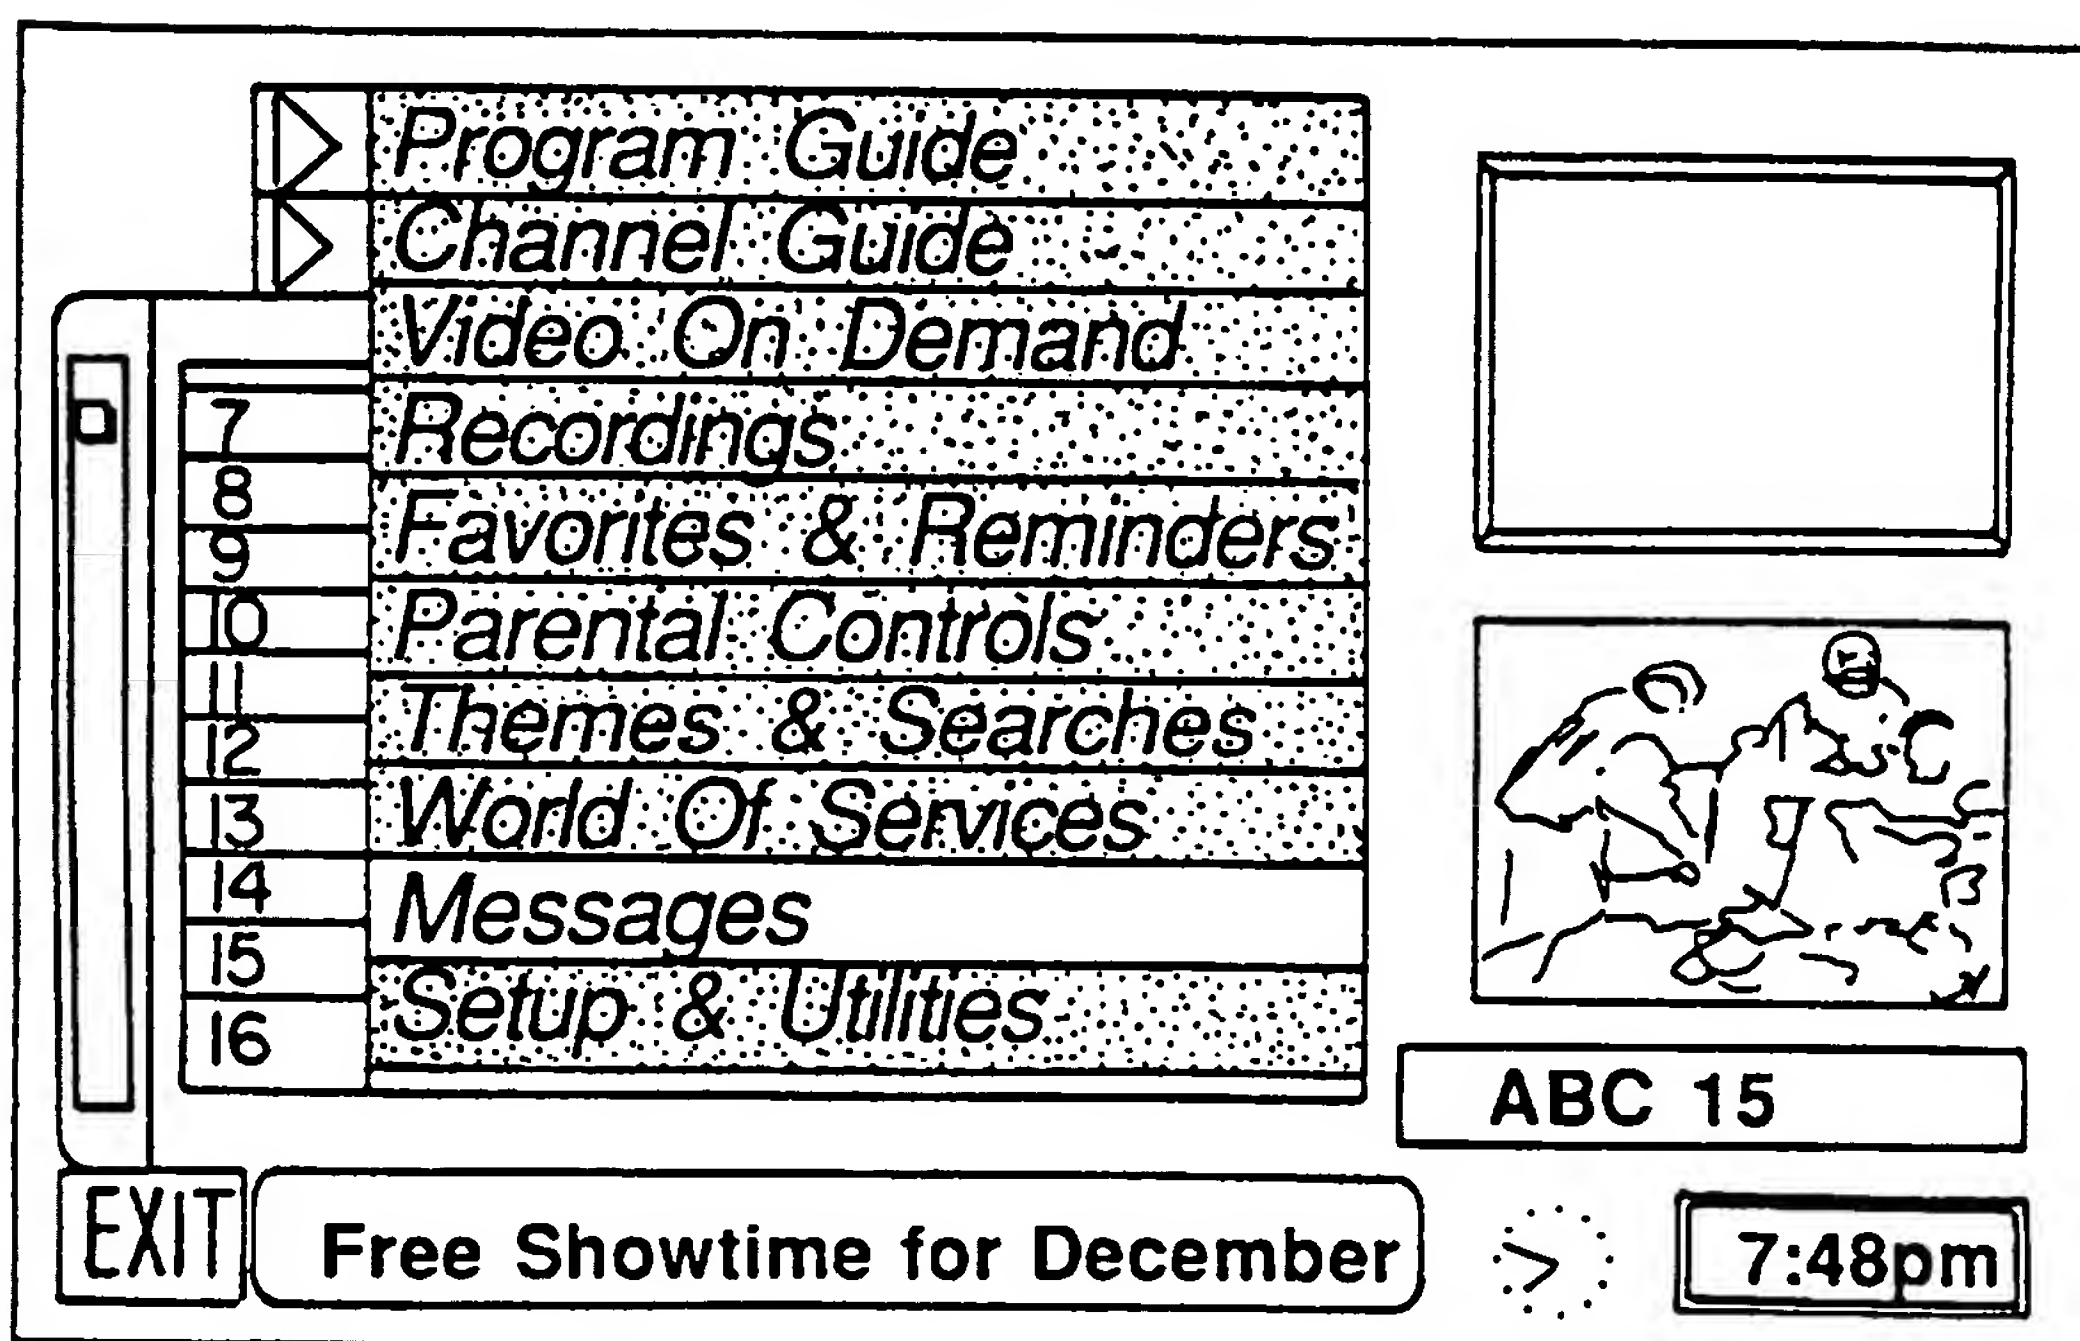 Program Guide
Channel Guide
Video On Demand
7 Recordings
8 Favorites & Reminders
9
10 Parental Controls
11 Themes & Searches
12
13 World Of Services
14 Messages
15
16 Setup & Utilities
ABC 15
EXIT Free Showtime for December 7:48pm